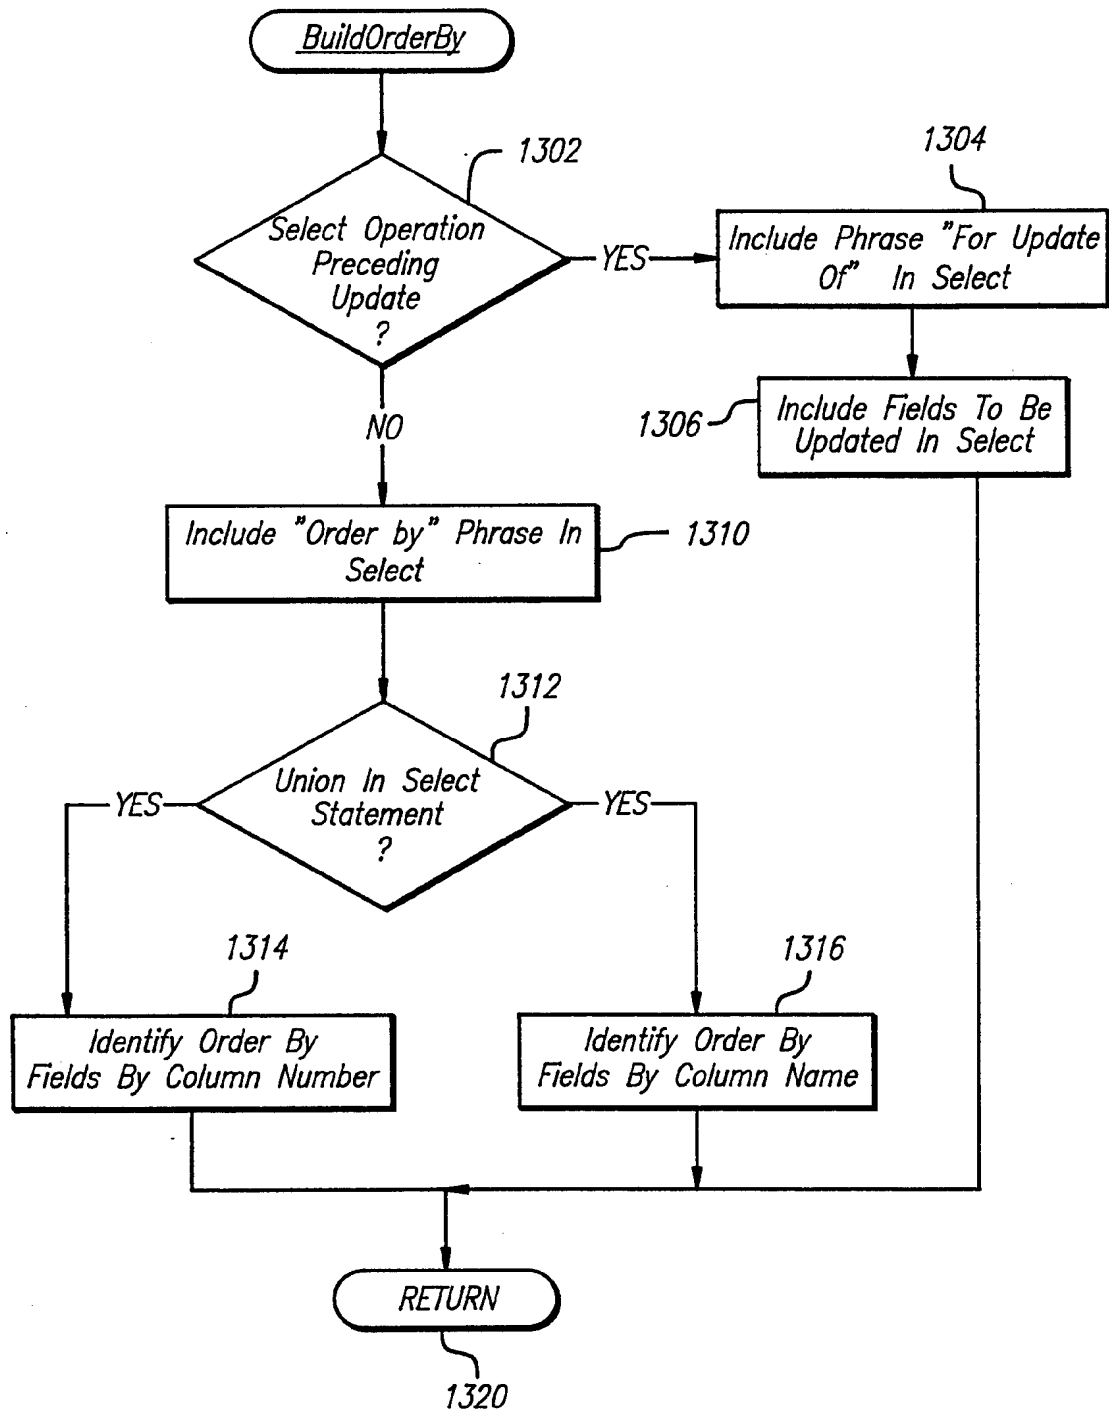 BuildOrderBy
1302
Select Operation
Preceding
Update
?
YES
1304
Include Phrase "For Update
Of" In Select
1306
Include Fields To Be
Updated In Select
NO
Include "Order by" Phrase In
Select
1310
1312
Union In Select
Statement
?
YES
YES
1314
Identify Order By
Fields By Column Number
1316
Identify Order By
Fields By Column Name
RETURN
1320